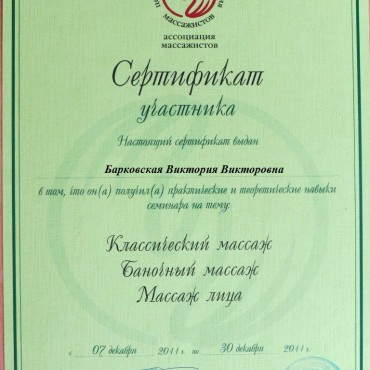 массажистов
ассоциация
массажистов
Сертификат
участника
Настоящий сертификат выдан
Барковская Виктория Викторовна
в том, что он(а) получил(а) практические и теоретические навыки
семинара на тему:
Классический массаж
Баночный массаж
Массаж лица
с 07 декабря 2011 г. по 30 декабря 2011 г.